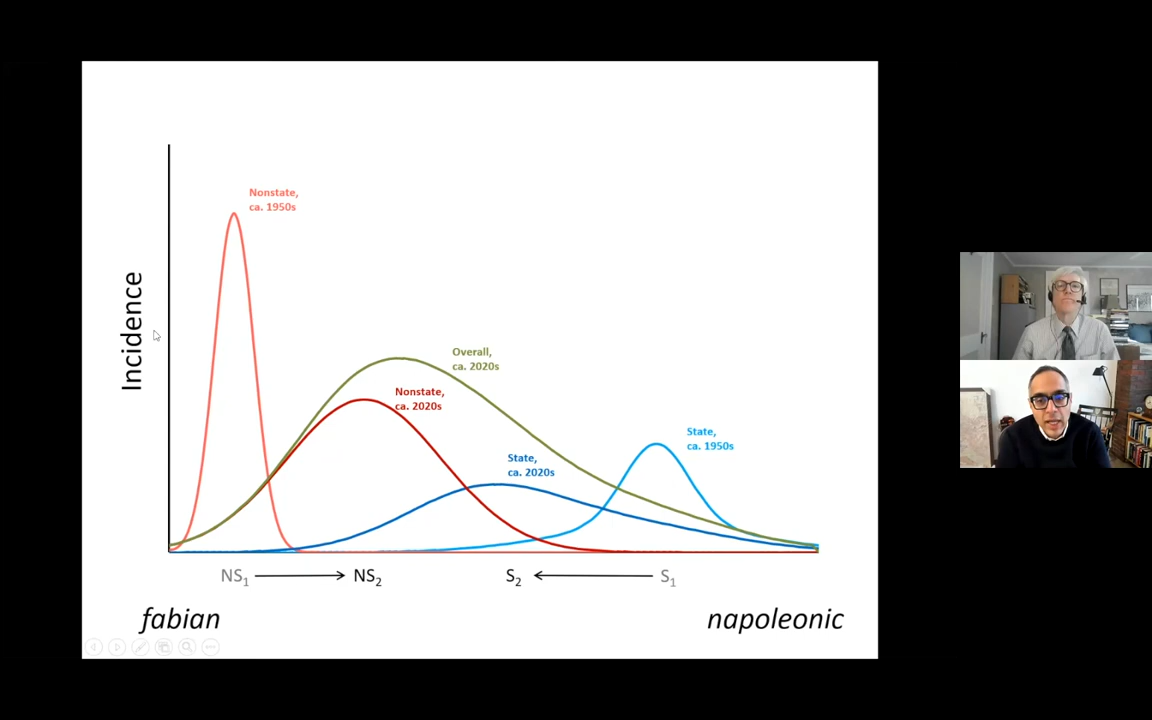 Nonstate,
ca. 1950s
Incidence
Overall,
ca. 2020s
Nonstate,
ca. 2020s
State,
ca. 1950s
State,
ca. 2020s
NS₁ → NS₂ S₂ ← S₁
fabian napoleonic